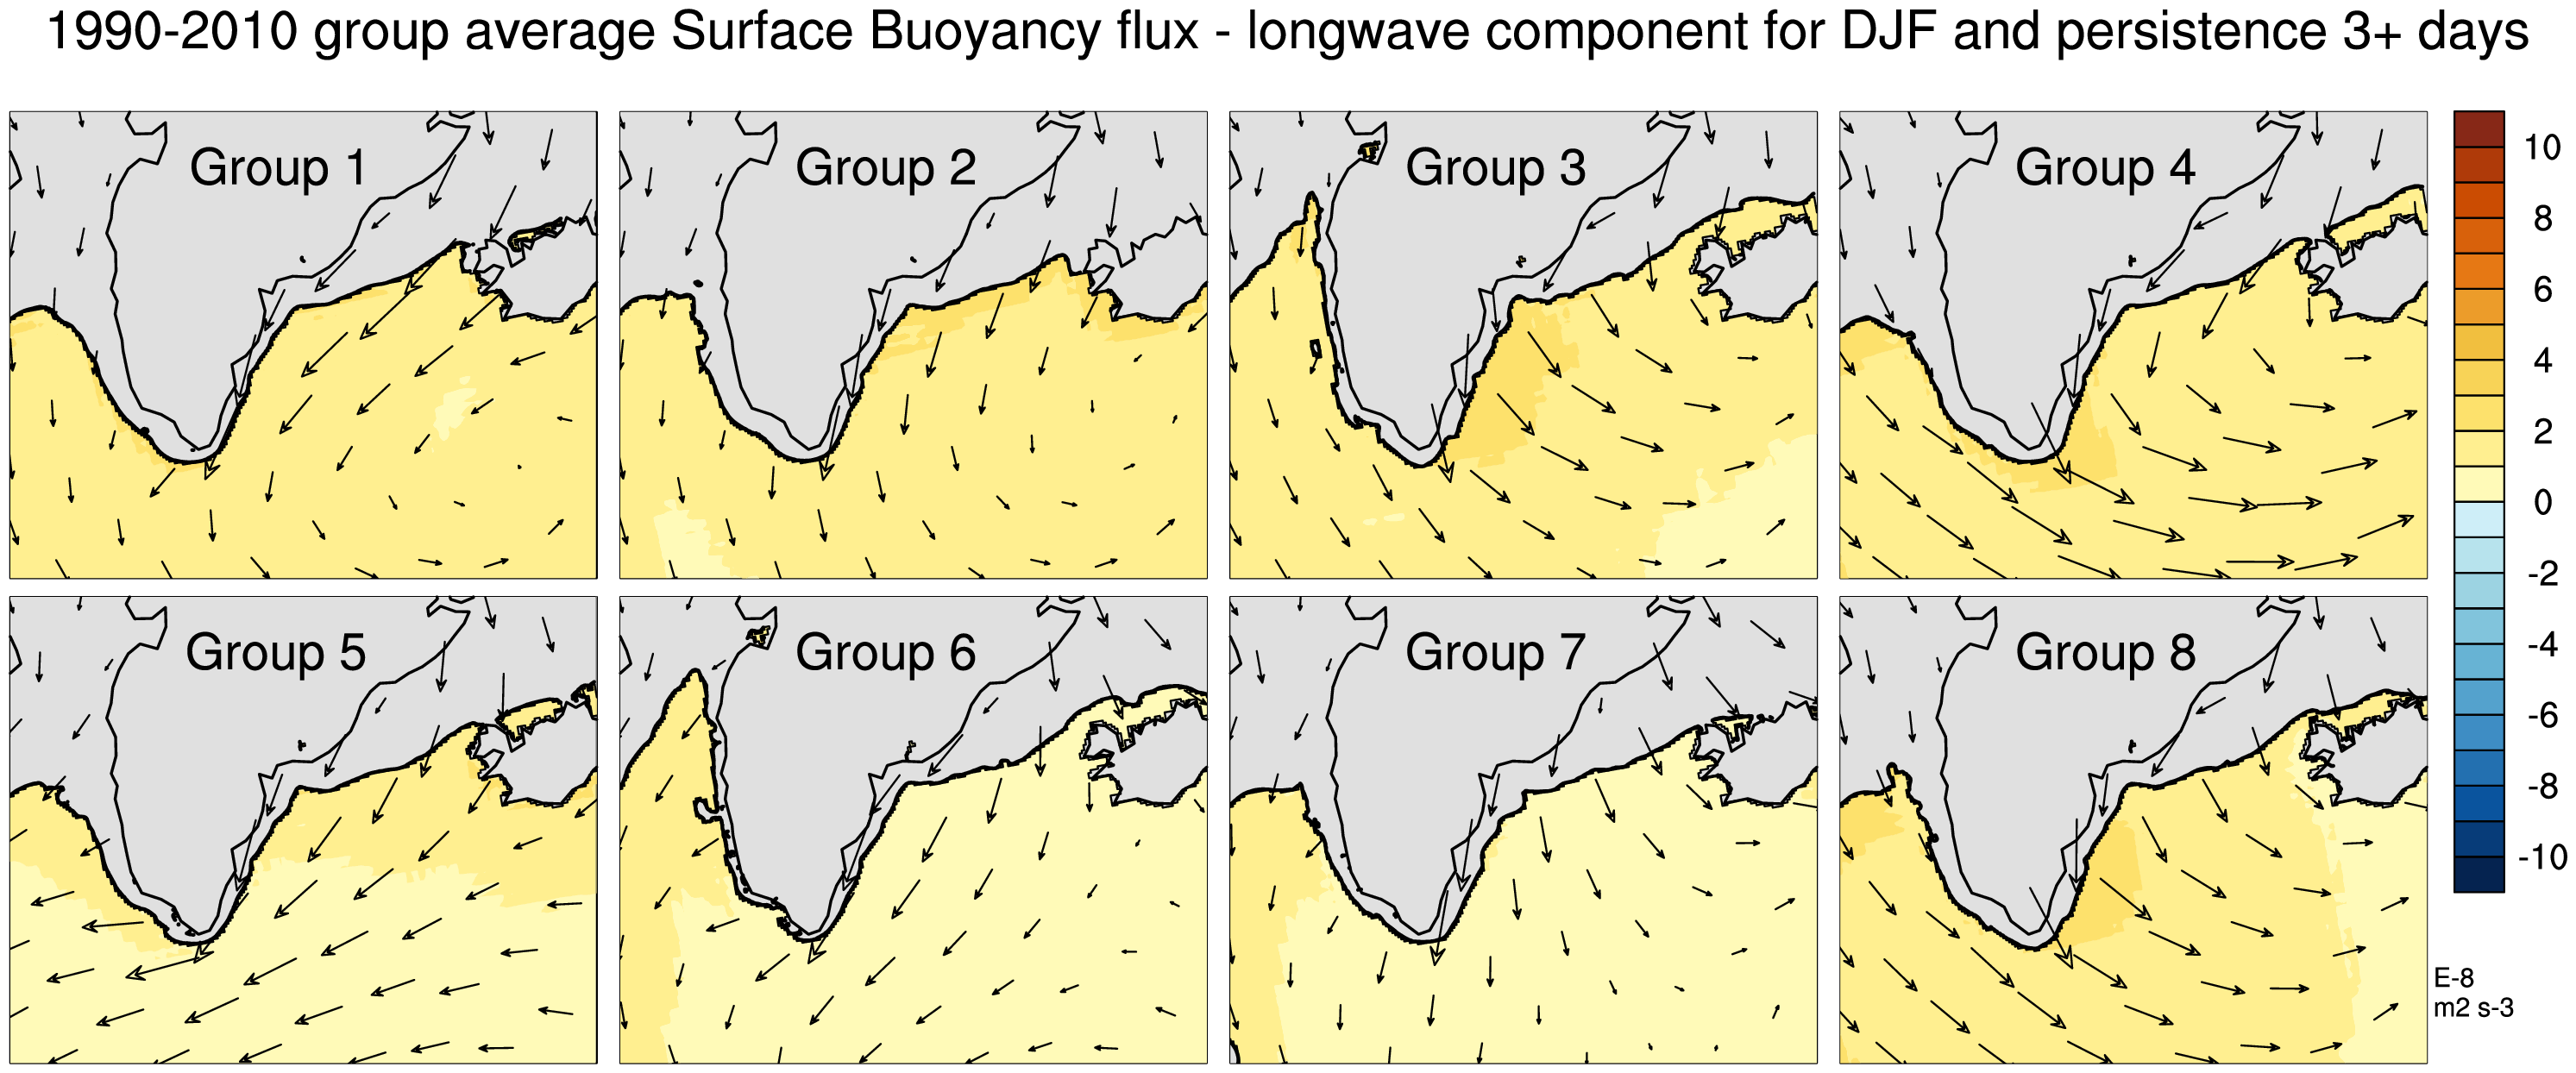 1990-2010 group average Surface Buoyancy flux - longwave component for DJF and persistence 3+ days
Group 1
Group 2
Group 3
Group 4
Group 5
Group 6
Group 7
Group 8
10
8
6
4
2
0
-2
-4
-6
-8
-10
E-8
m2 s-3